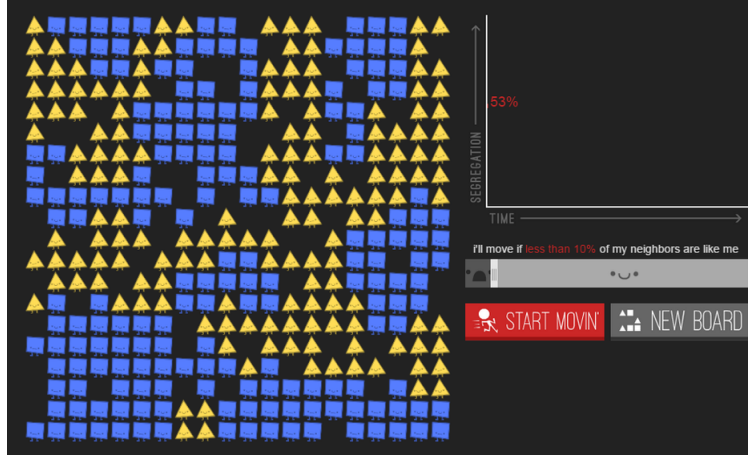 53%
SEGREGATION
TIME
i'll move if less than 10% of my neighbors are like me
START MOVIN'
NEW BOARD